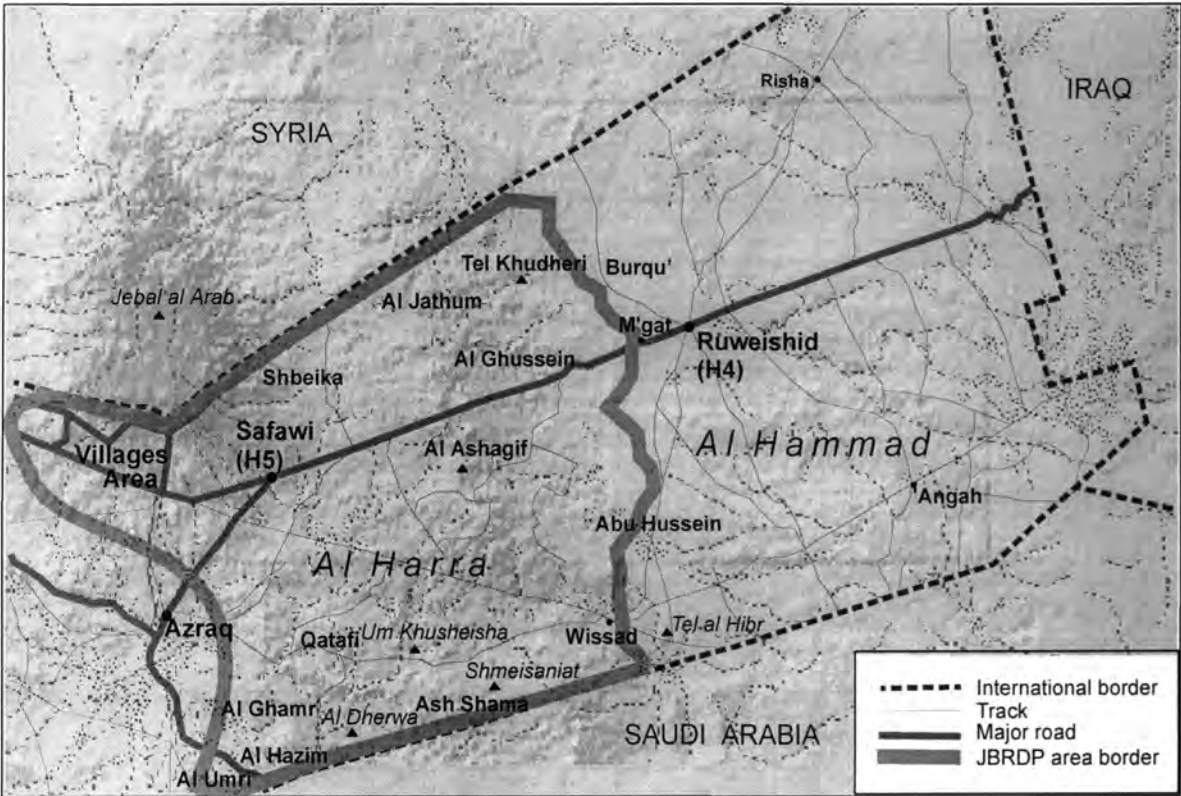 Risha
IRAQ
SYRIA
Tel Khudheri
Burqu'
Jebal al Arab
Al Jathum
M'gat
Ruweishid
(H4)
Al Ghussein
Shbeika
Safawi
(H5)
Villages
Area
Al Ashagif
Al Hammad
Angah
Abu Hussein
Al Harra
Azraq
Qatafi
Um Khusheisha
Wissad
Tel al Hibr
Shmeisaniat
Ash Shama
Al Ghamr
Al Dherwa
SAUDI ARABIA
Al Hazim
Al Umri
International border
Track
Major road
JBRDP area border